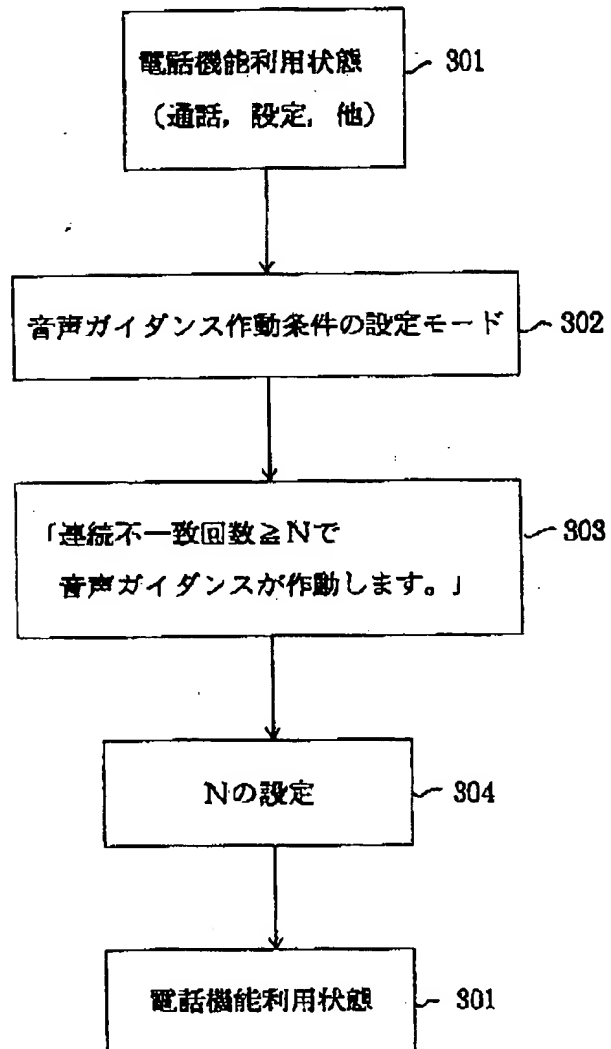 電話機能利用状態
(通話, 設定, 他)
301
音声ガイダンス作動条件の設定モード
302
「連続不一致回数≧Nで
音声ガイダンスが作動します。」
303
Nの設定
304
電話機能利用状態
301